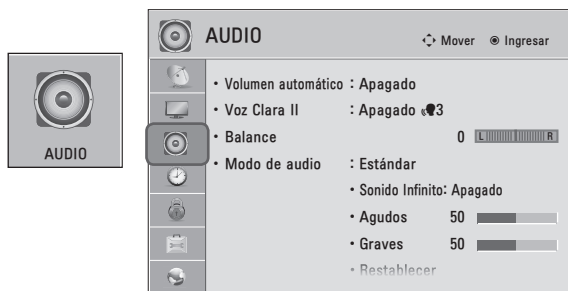 AUDIO
AUDIO
Mover Ingresar
• Volumen automático : Apagado
• Voz Clara II : Apagado 3
• Balance 0 L R
• Modo de audio : Estándar
• Sonido Infinito: Apagado
• Agudos 50
• Graves 50
• Restablecer